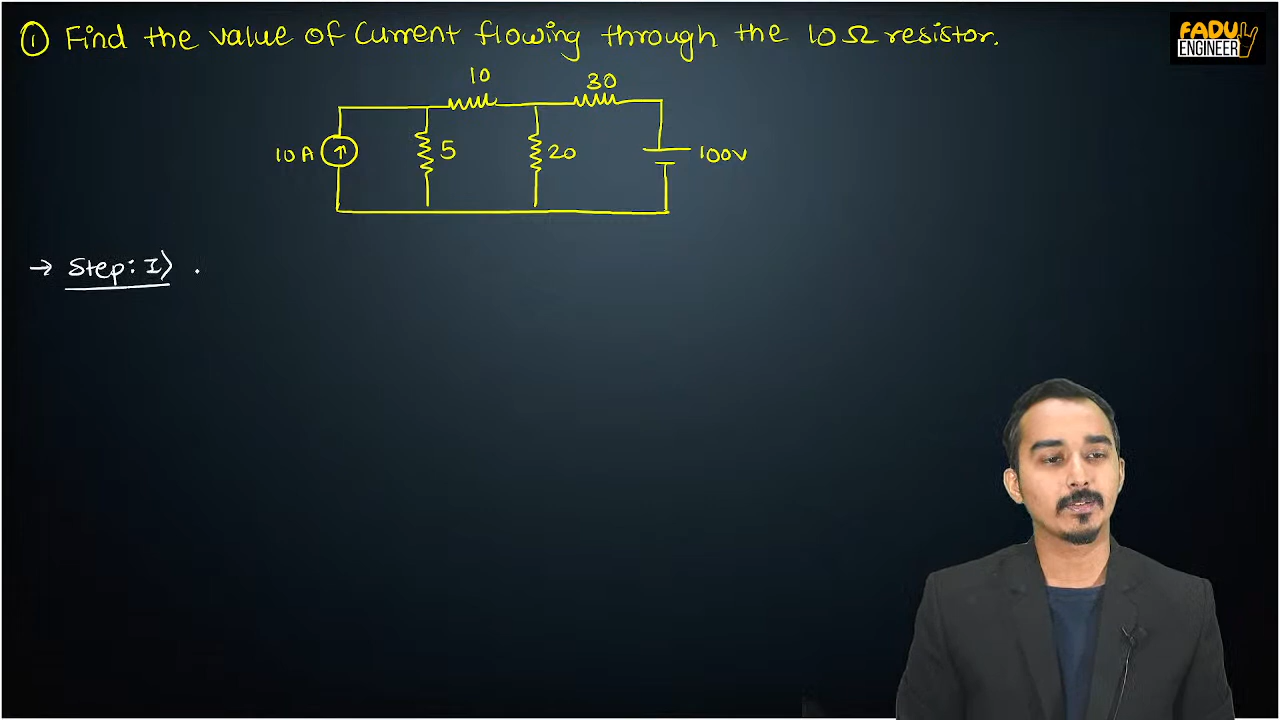 ① Find the value of Current flowing through the 10Ω resistor.
FADU
ENGINEER
10
30
10A
5
20
100V
→ Step: I⟩